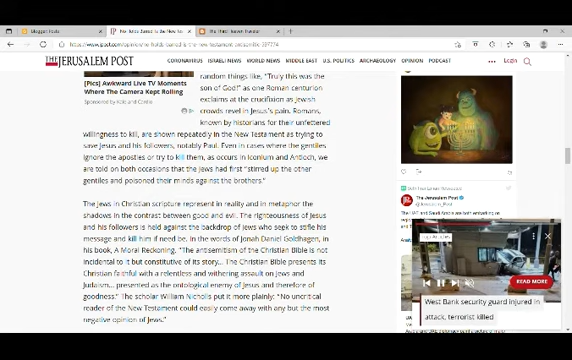 Blogger: Posts
https://www.jpost.com/opinion/
THE JERUSALEM POST
CORONAVIRUS ISRAEL NEWS WORLD NEWS MIDDLE EAST U.S. POLITICS ARCHAEOLOGY OPINION PODCAST
Login
random things like, "Truly this was the
son of God!" as one Roman centurion
exclaims at the crucifixion as Jewish
crowds revel in Jesus's pain. Romans,
known by historians for their unfettered
[Pics] Awkward Live TV Moments
Where The Camera Kept Rolling
Sponsored by
willingness to kill, are shown repeatedly in the New Testament as trying to
save Jesus and his followers, notably Paul. Even in cases where the gentiles
ignore the apostles or try to kill them, as occurs in Iconium and Antioch, we
are told on both occasions that the Jews had first "stirred up the other
gentiles and poisoned their minds against the brothers."
The Jews in Christian scripture represent in reality and in metaphor the
shadows in the contrast between good and evil. The righteousness of Jesus
and his followers is held against the backdrop of Jews who seek to stifle his
message and kill him if need be. In the words of Jonah Daniel Goldhagen, in
his book, A Moral Reckoning, "The antisemitism of the Christian Bible is not
incidental to it but constitutive of its story... The Christian Bible presents its
Christian faithful with a relentless and withering assault on Jews and
Judaism... presented as the ontological enemy of Jesus and therefore of
goodness." The scholar William Nicholls put it more plainly: "No uncritical
reader of the New Testament could easily come away with any but the most
negative opinion of Jews."
The Jerusalem Post
@Jerusalem_Post
Top Articles
READ MORE
West Bank security guard injured in
attack, terrorist killed